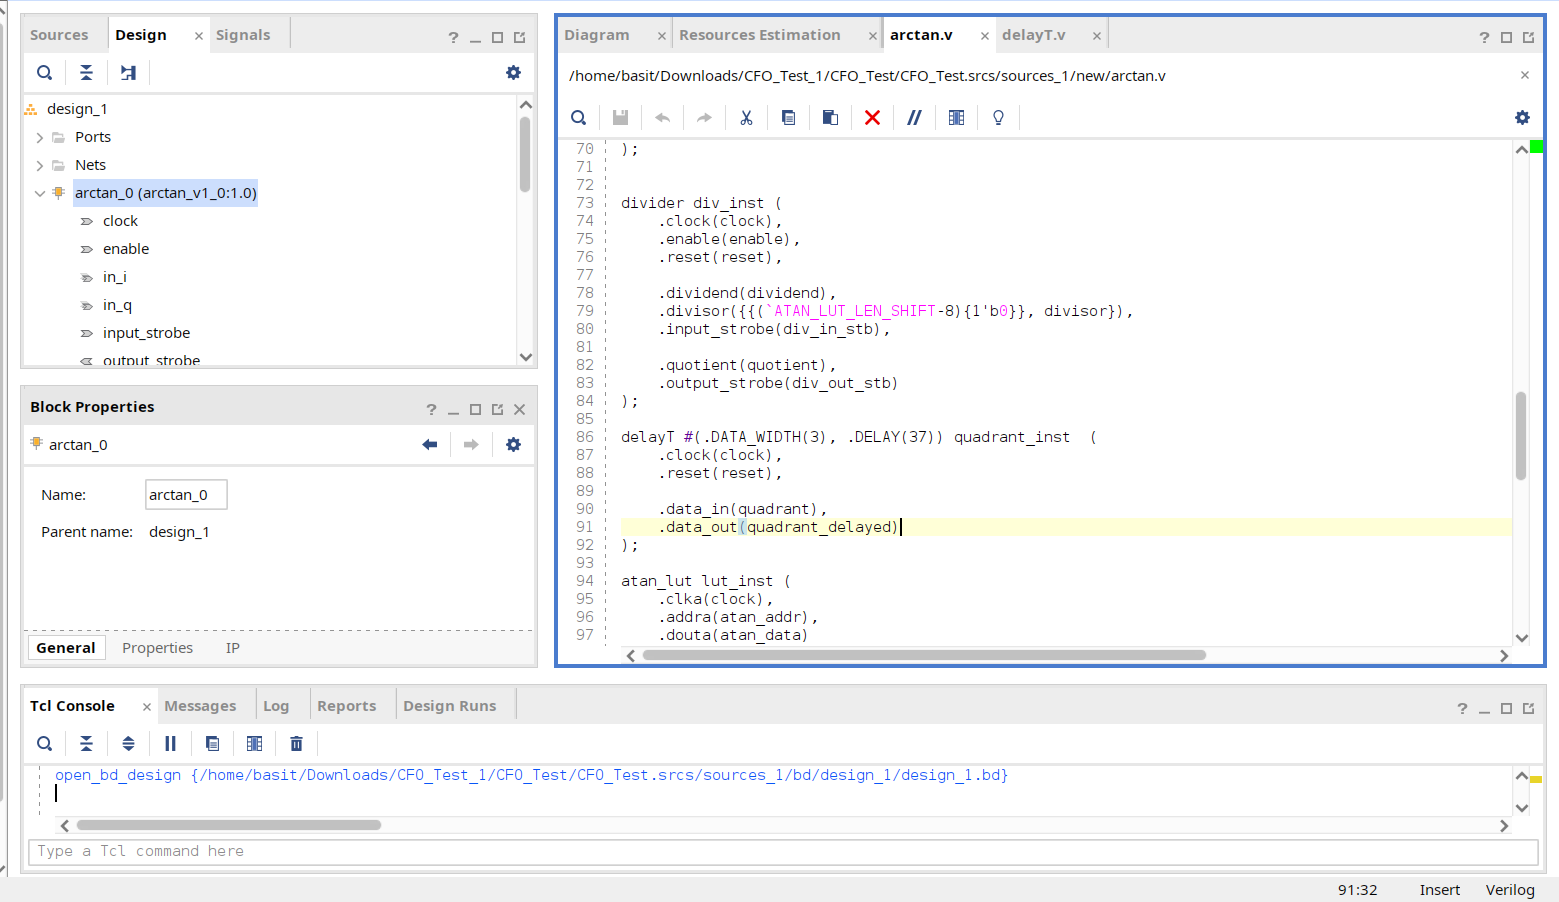 Sources
Design
Signals
design_1
Ports
Nets
arctan_0 (arctan_v1_0:1.0)
clock
enable
in_i
in_q
input_strobe
output_strobe
Block Properties
arctan_0
Name:
arctan_0
Parent name:
design_1
General
Properties
IP
Diagram
Resources Estimation
arctan.v
delayT.v
/home/basit/Downloads/CFO_Test_1/CFO_Test/CFO_Test.srcs/sources_1/new/arctan.v
70 );
71
72
73 divider div_inst (
74     .clock(clock),
75     .enable(enable),
76     .reset(reset),
77
78     .dividend(dividend),
79     .divisor({{(`ATAN_LUT_LEN_SHIFT-8){1'b0}}, divisor}),
80     .input_strobe(div_in_stb),
81
82     .quotient(quotient),
83     .output_strobe(div_out_stb)
84 );
85
86 delayT #(.DATA_WIDTH(3), .DELAY(37)) quadrant_inst  (
87     .clock(clock),
88     .reset(reset),
89
90     .data_in(quadrant),
91     .data_out(quadrant_delayed)
92 );
93
94 atan_lut lut_inst (
95     .clka(clock),
96     .addra(atan_addr),
97     .douta(atan_data)
Tcl Console
Messages
Log
Reports
Design Runs
open_bd_design {/home/basit/Downloads/CFO_Test_1/CFO_Test/CFO_Test.srcs/sources_1/bd/design_1/design_1.bd}
Type a Tcl command here
91:32
Insert
Verilog